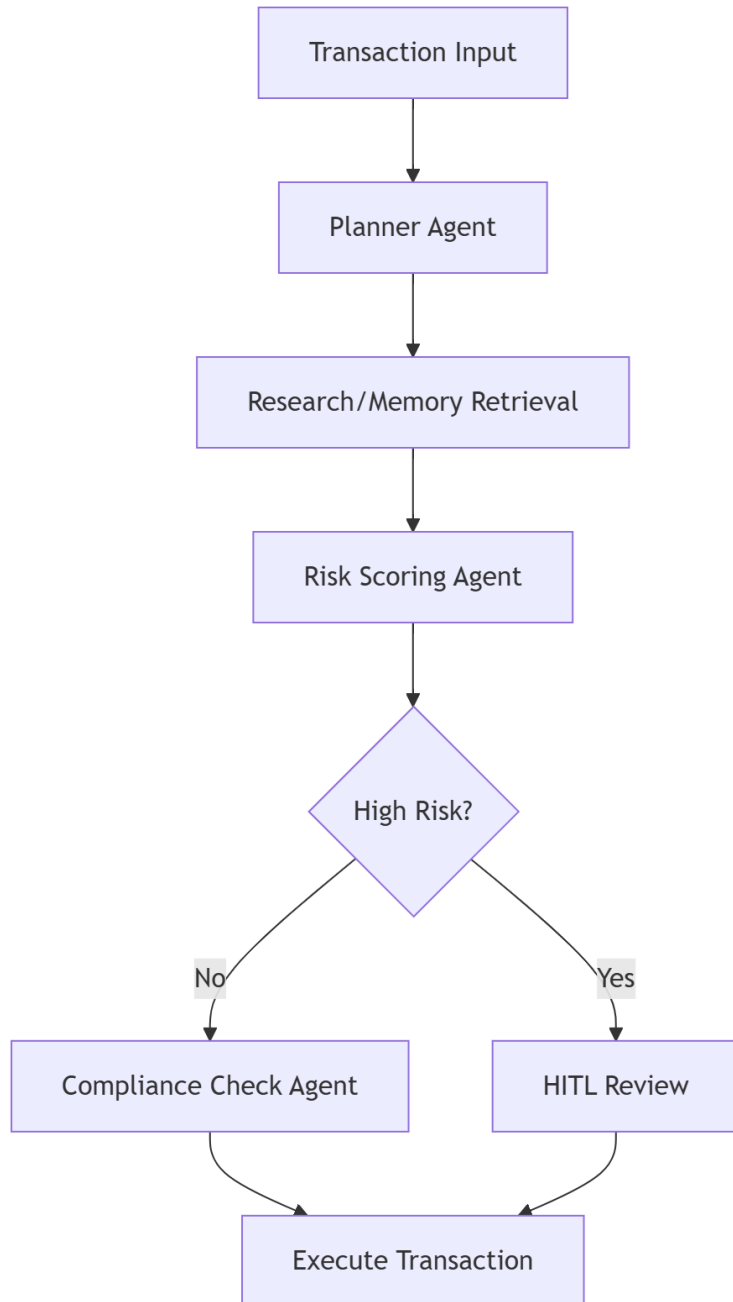 Transaction Input
Planner Agent
Research/Memory Retrieval
Risk Scoring Agent
High Risk?
No
Yes
Compliance Check Agent
HITL Review
Execute Transaction